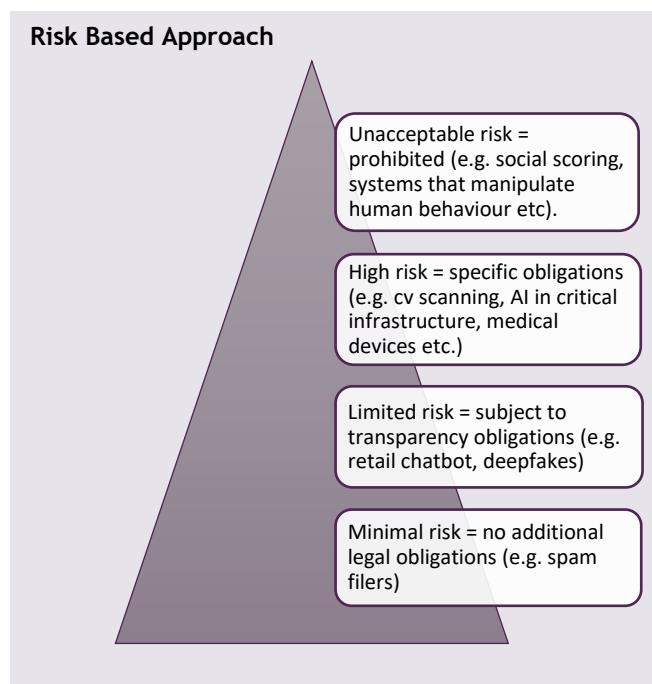 Risk Based Approach
Unacceptable risk =
prohibited (e.g. social scoring,
systems that manipulate
human behaviour etc).
High risk = specific obligations
(e.g. cv scanning, AI in critical
infrastructure, medical
devices etc.)
Limited risk = subject to
transparency obligations (e.g.
retail chatbot, deepfakes)
Minimal risk = no additional
legal obligations (e.g. spam
filers)